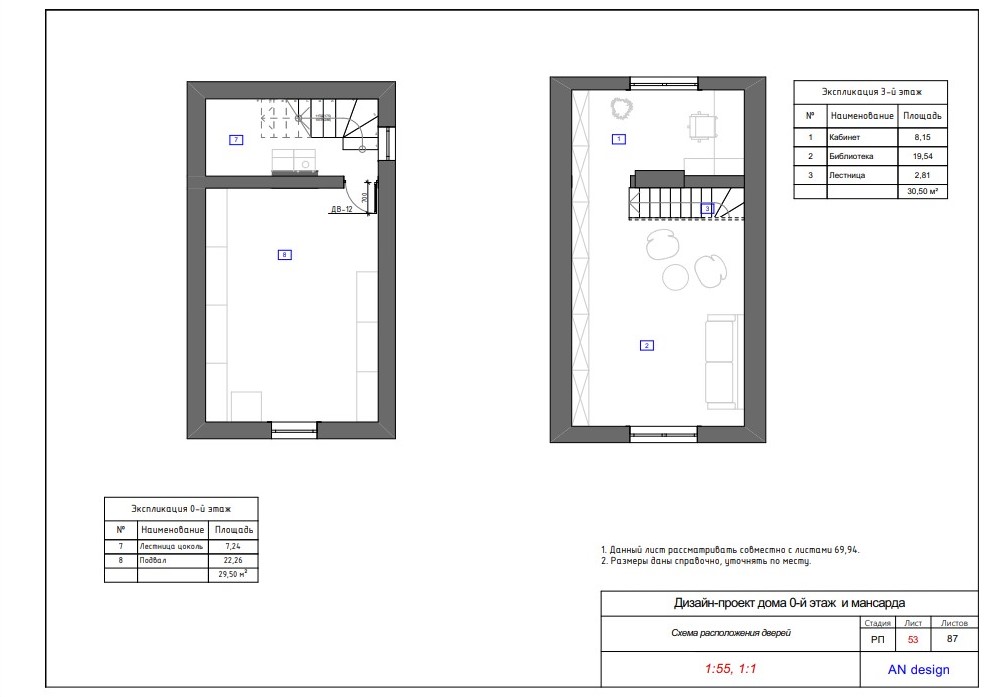 7
700
ДВ-12
8
1
3
2
Экспликация 3-й этаж
№ Наименование Площадь
1 Кабинет 8,15
2 Библиотека 19,54
3 Лестница 2,81
30,50 м²
Экспликация 0-й этаж
№ Наименование Площадь
7 Лестница цоколь 7,24
8 Подвал 22,26
29,50 м²
1. Данный лист рассматривать совместно с листами 69,94.
2. Размеры даны справочно, уточнять по месту.
Дизайн-проект дома 0-й этаж и мансарда
Схема расположения дверей
Стадия Лист Листов
РП 53 87
1:55, 1:1
AN design